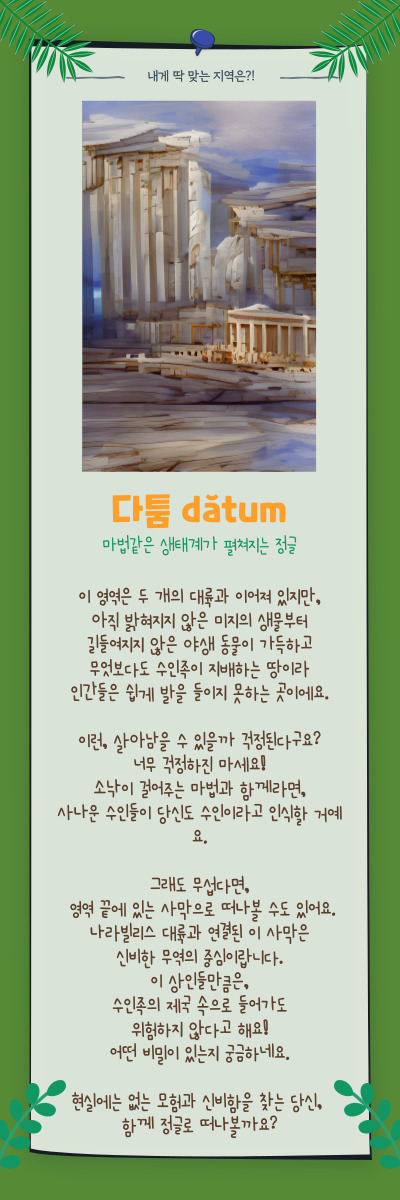 내게 딱 맞는 지역은?!
다툼 dătum
마법같은 생태계가 펼쳐지는 정글
이 영역은 두 개의 대륙과 이어져 있지만,
아직 밝혀지지 않은 미지의 생물부터
길들여지지 않은 야생 동물이 가득하고
무엇보다도 수인족이 지배하는 땅이라
인간들은 쉽게 발을 들이지 못하는 곳이에요.
이런, 살아남을 수 있을까 걱정된다구요?
너무 걱정하진 마세요!
소낙이 걸어주는 마법과 함께라면,
사나운 수인들이 당신도 수인이라고 인식할 거예
요.
그래도 무섭다면,
영역 끝에 있는 사막으로 떠나볼 수도 있어요.
나라빌리스 대륙과 연결된 이 사막은
신비한 무역의 중심이랍니다.
이 상인들만큼은,
수인족의 제국 속으로 들어가도
위험하지 않다고 해요!
어떤 비밀이 있는지 궁금하네요.
현실에는 없는 모험과 신비함을 찾는 당신,
함께 정글로 떠나볼까요?